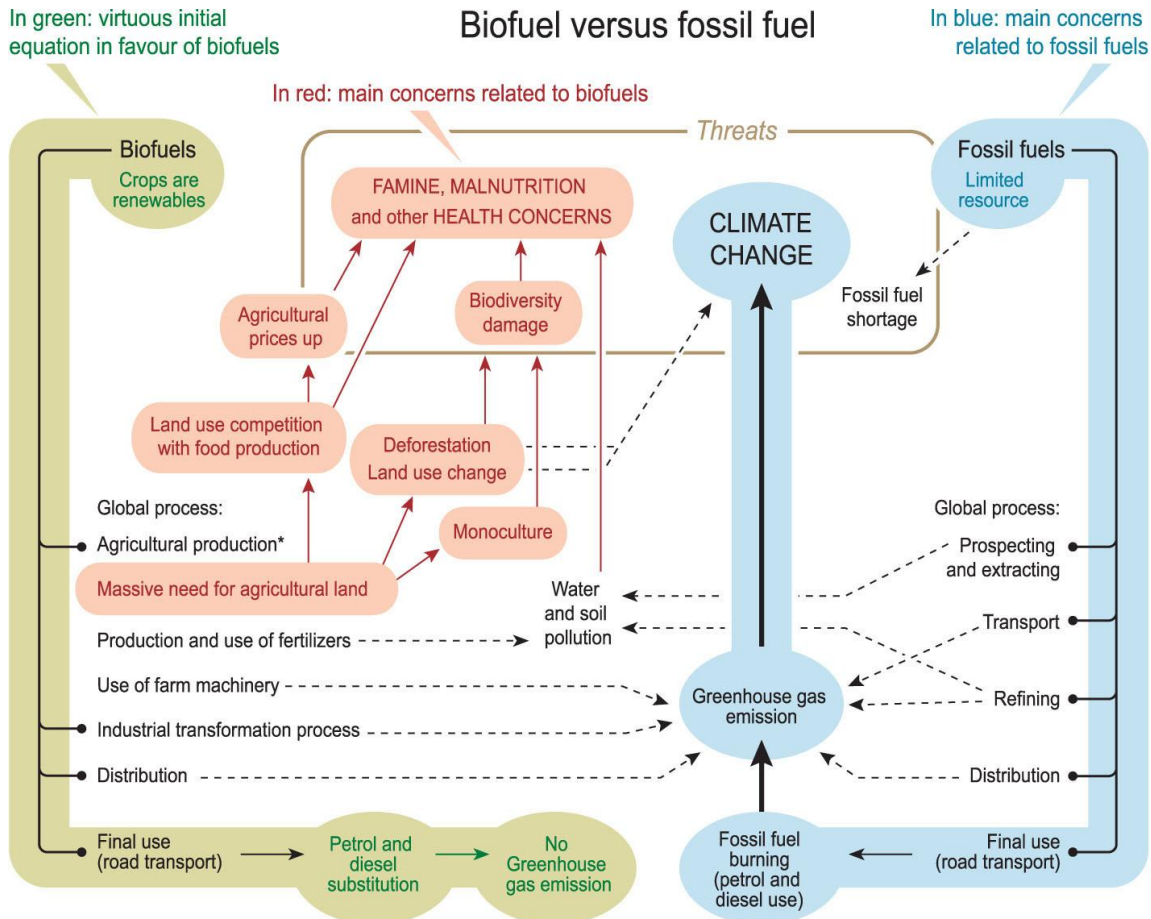 Biofuel versus fossil fuel
In green: virtuous initial
equation in favour of biofuels
In blue: main concerns
related to fossil fuels
In red: main concerns related to biofuels
Threats
Biofuels
Crops are
renewables
FAMINE, MALNUTRITION
and other HEALTH CONCERNS
CLIMATE
CHANGE
Fossil fuels
Limited
resource
Fossil fuel
shortage
Agricultural
prices up
Biodiversity
damage
Land use competition
with food production
Deforestation
Land use change
Monoculture
Global process:
Agricultural production*
Massive need for agricultural land
Production and use of fertilizers
Use of farm machinery
Industrial transformation process
Distribution
Final use
(road transport)
Petrol and
diesel
substitution
No
Greenhouse
gas emission
Water
and soil
pollution
Greenhouse gas
emission
Fossil fuel
burning
(petrol and
diesel use)
Global process:
Prospecting
and extracting
Transport
Refining
Distribution
Final use
(road transport)